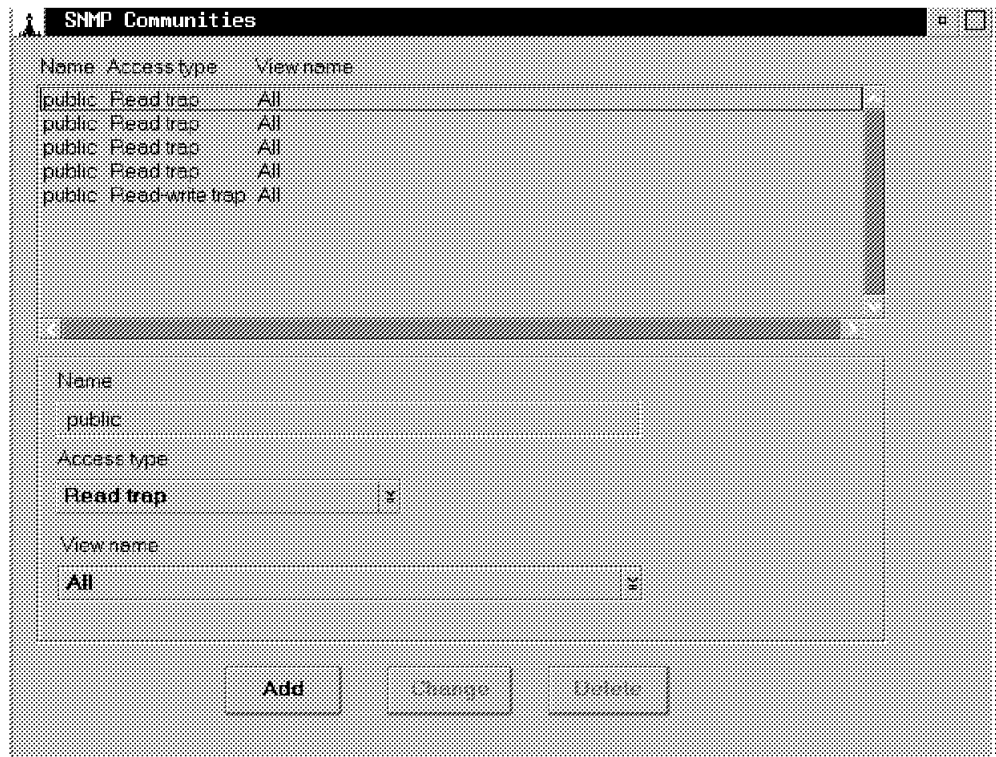 SNMP Communities
Name Access type View name
public Read trap All
public Read trap All
public Read trap All
public Read trap All
public Read-write trap All
Name
public
Access type
Read trap
View name
All
Add Change Delete